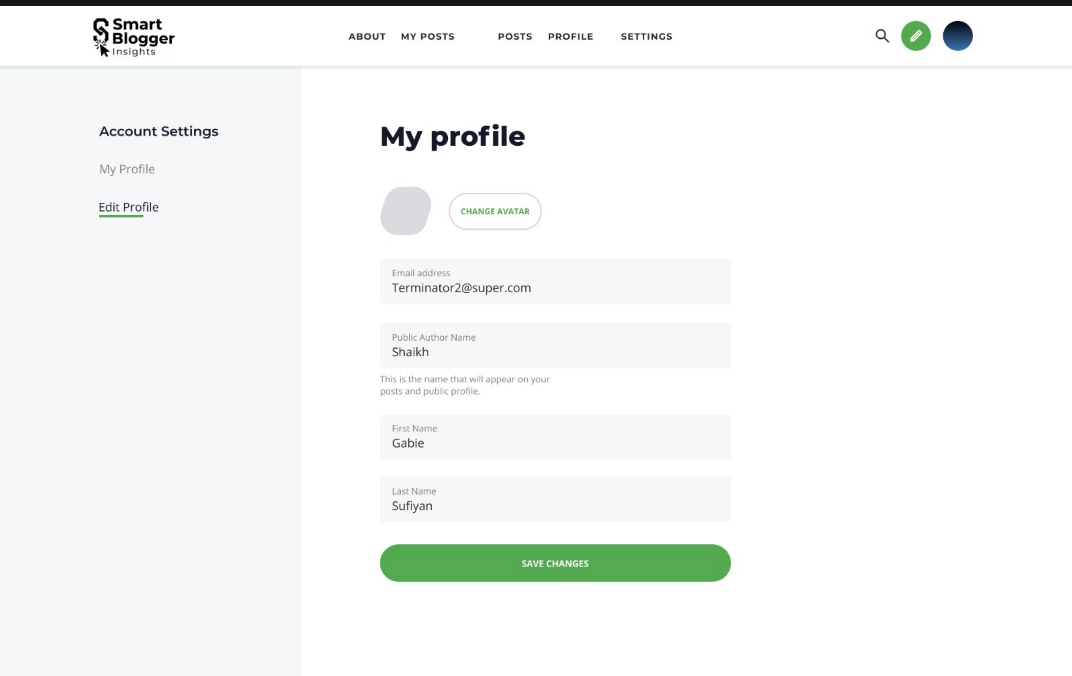 Smart
Blogger
Insights
ABOUT MY POSTS POSTS PROFILE SETTINGS
Account Settings
My Profile
Edit Profile
My profile
CHANGE AVATAR
Email address
Terminator2@super.com
Public Author Name
Shaikh
This is the name that will appear on your
posts and public profile.
First Name
Gabie
Last Name
Sufiyan
SAVE CHANGES